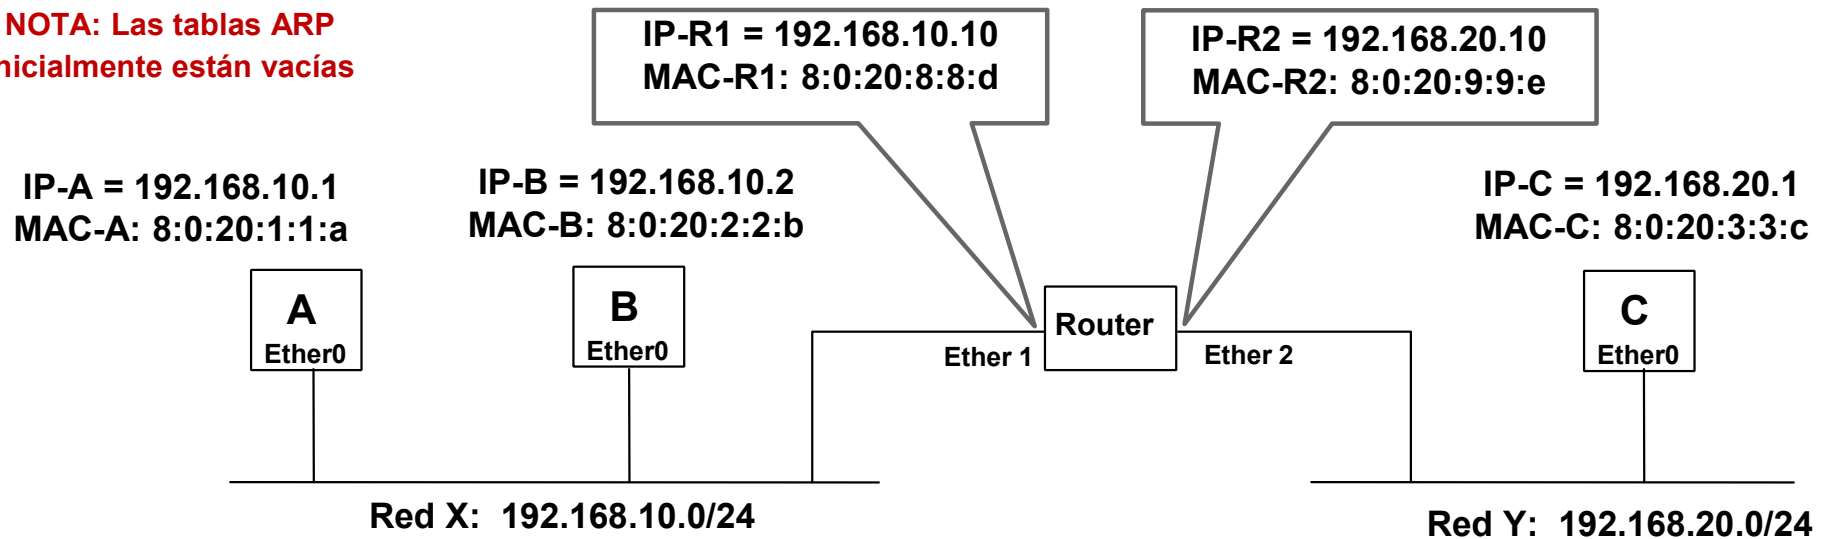 NOTA: Las tablas ARP
nicialmente están vacías
IP-R1 = 192.168.10.10
MAC-R1: 8:0:20:8:8:d
IP-R2 = 192.168.20.10
MAC-R2: 8:0:20:9:9:e
IP-A = 192.168.10.1
MAC-A: 8:0:20:1:1:a
IP-B = 192.168.10.2
MAC-B: 8:0:20:2:2:b
IP-C = 192.168.20.1
MAC-C: 8:0:20:3:3:c
A
Ether0
B
Ether0
Ether 1
Router
Ether 2
C
Ether0
Red X: 192.168.10.0/24
Red Y: 192.168.20.0/24